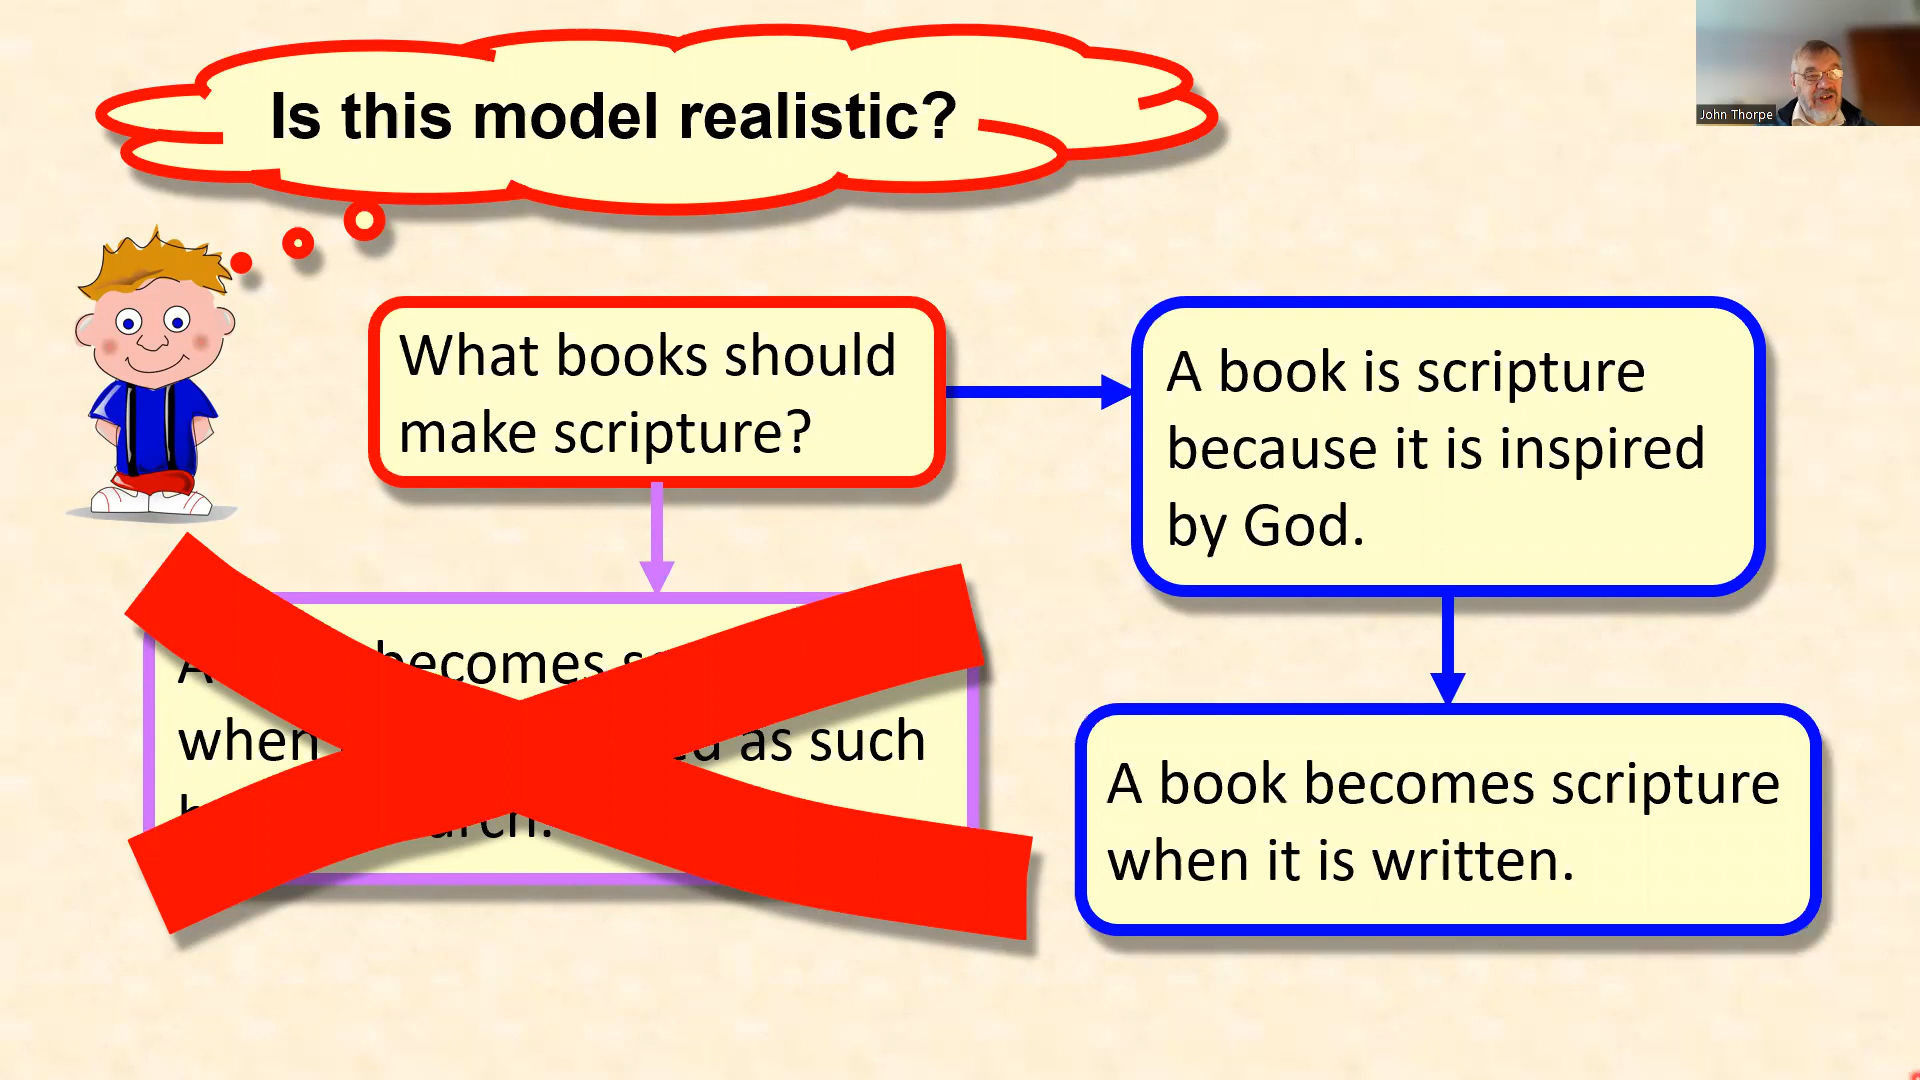 Is this model realistic?
John Thorpe
What books should
make scripture?
A book is scripture
because it is inspired
by God.
becomes
when as such
A book becomes scripture
when it is written.